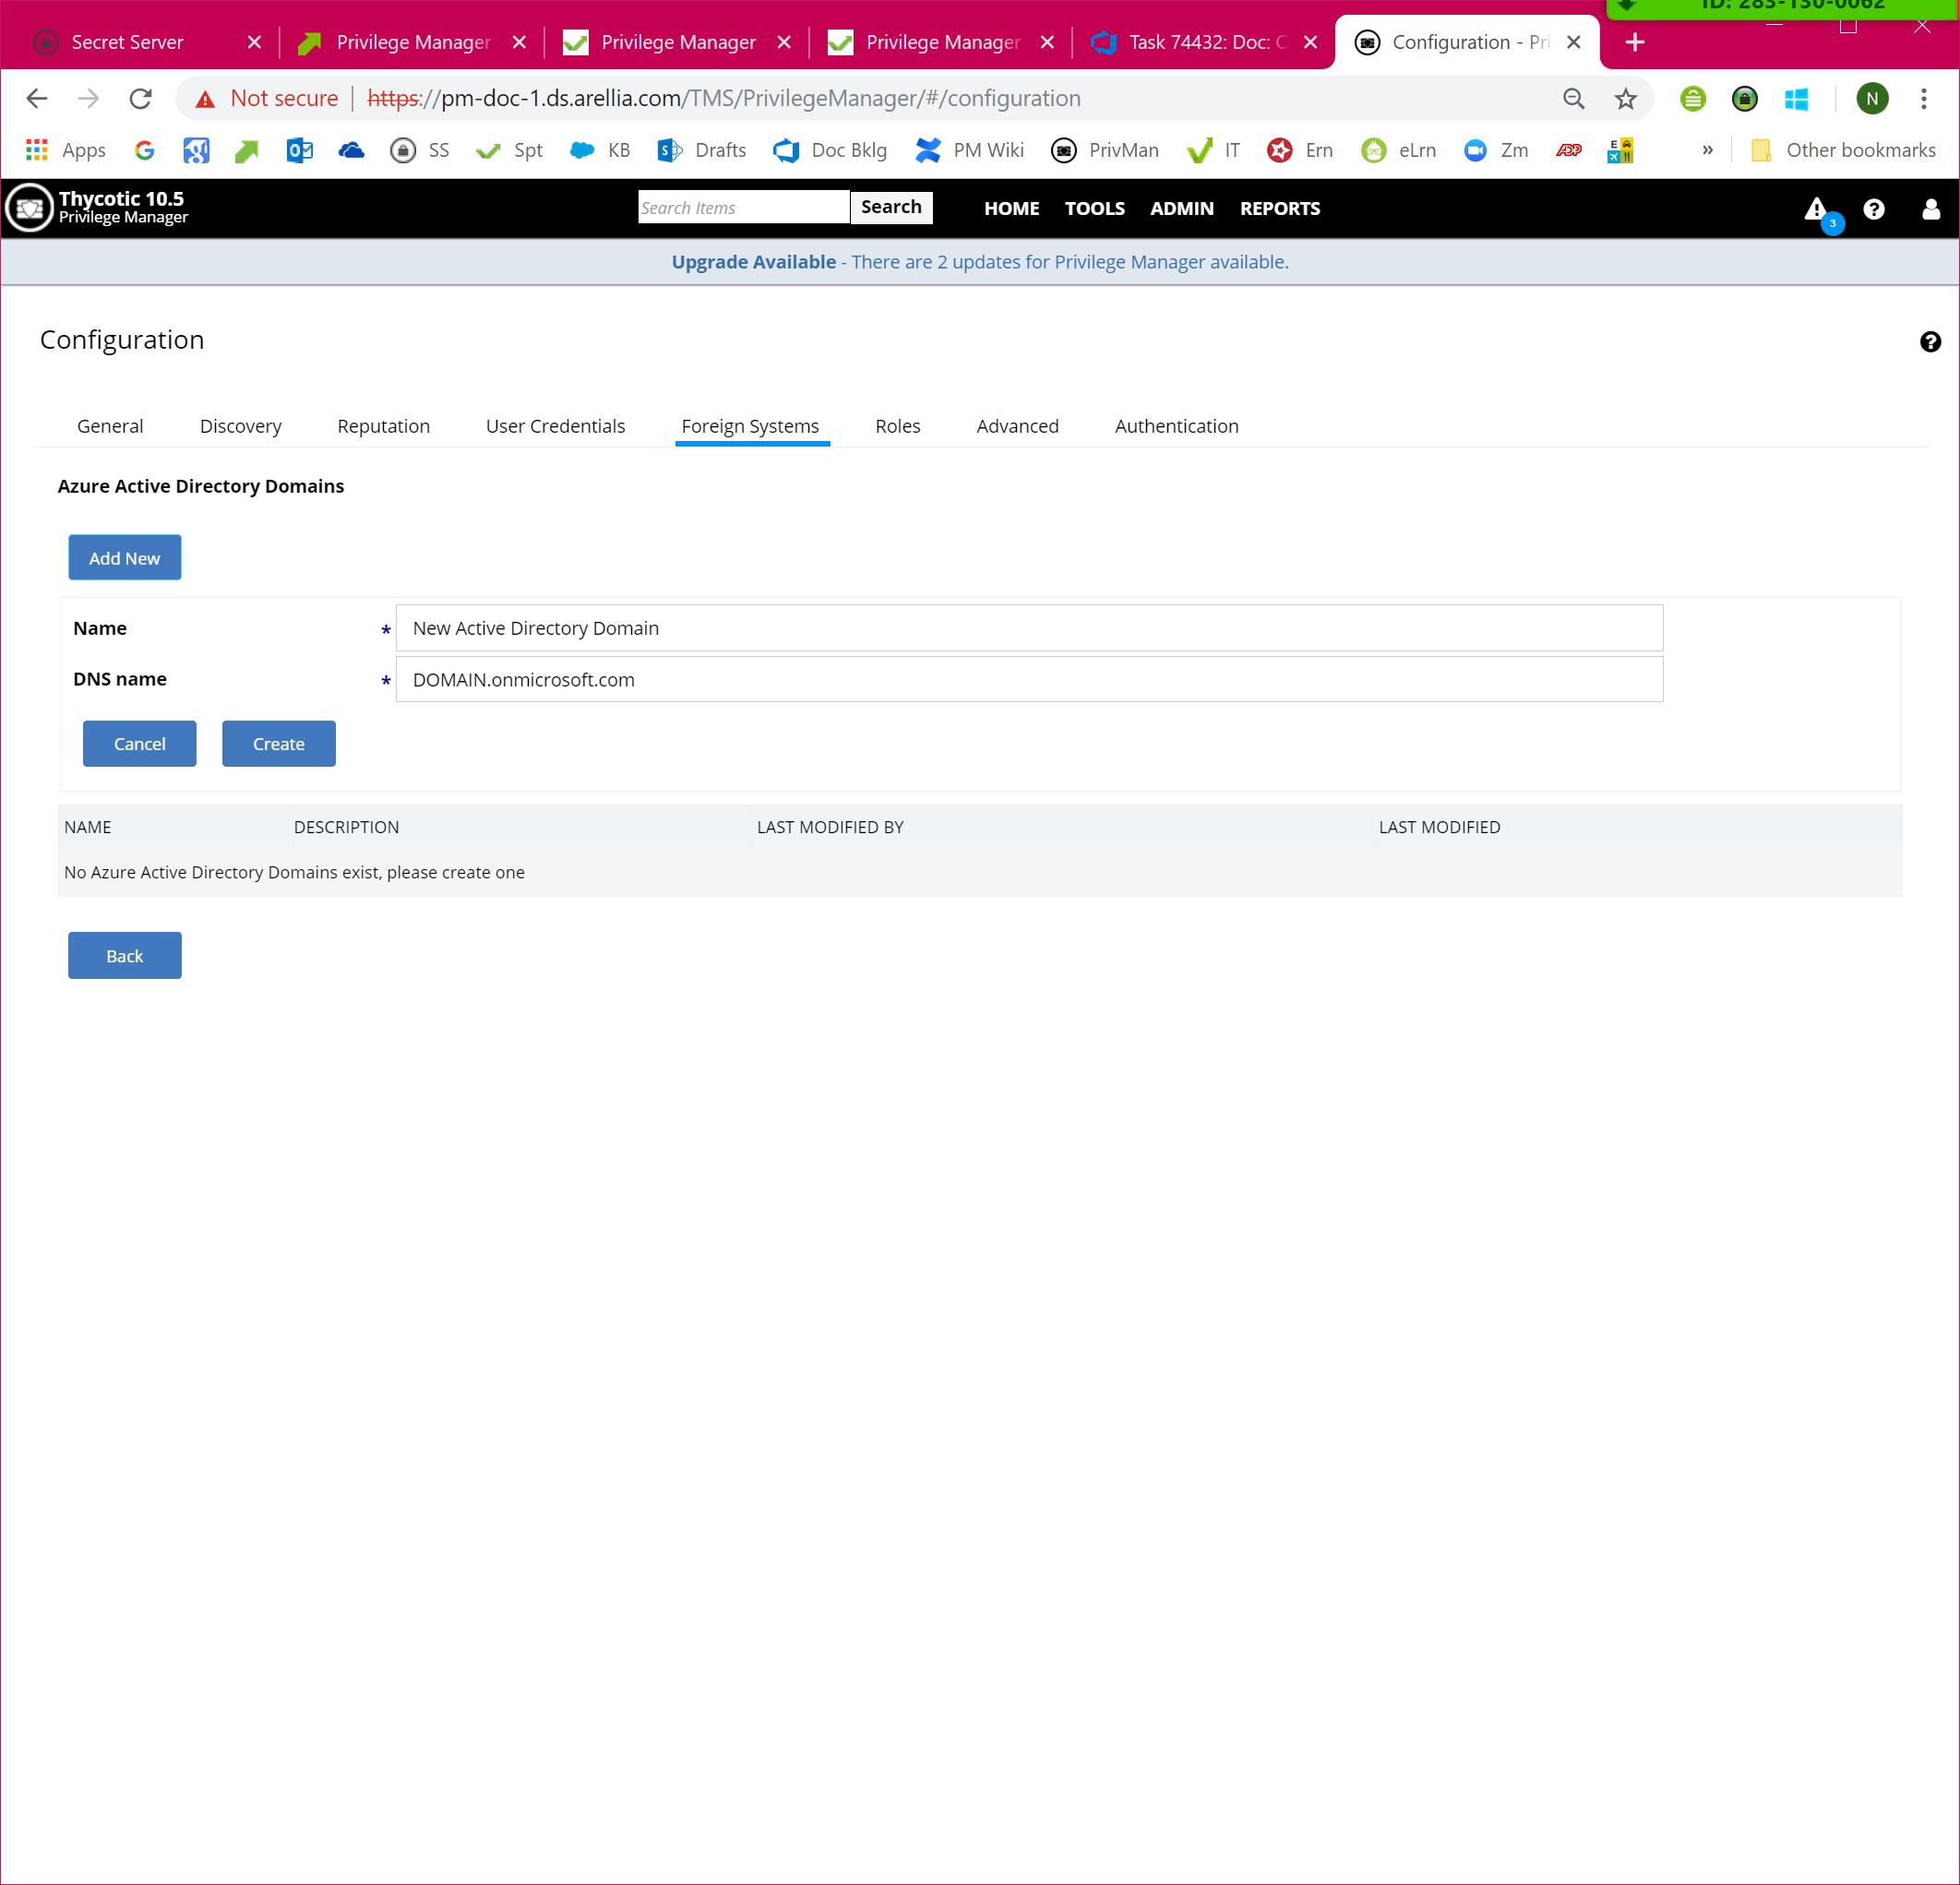 ID: 283-130-0062
Secret Server
Privilege Manager
Privilege Manager
Privilege Manager
Task 74432: Doc: C
Configuration - Pri
Not secure | https://pm-doc-1.ds.arellia.com/TMS/PrivilegeManager/#/configuration
N
Apps
SS
Spt
KB
Drafts
Doc Bklg
PM Wiki
PrivMan
IT
Ern
eLrn
Zm
ADP
»
Other bookmarks
Thycotic 10.5
Privilege Manager
Search Items
Search
HOME
TOOLS
ADMIN
REPORTS
3
Upgrade Available - There are 2 updates for Privilege Manager available.
Configuration
General
Discovery
Reputation
User Credentials
Foreign Systems
Roles
Advanced
Authentication
Azure Active Directory Domains
Add New
Name * New Active Directory Domain
DNS name * DOMAIN.onmicrosoft.com
Cancel
Create
NAME DESCRIPTION LAST MODIFIED BY LAST MODIFIED
No Azure Active Directory Domains exist, please create one
Back